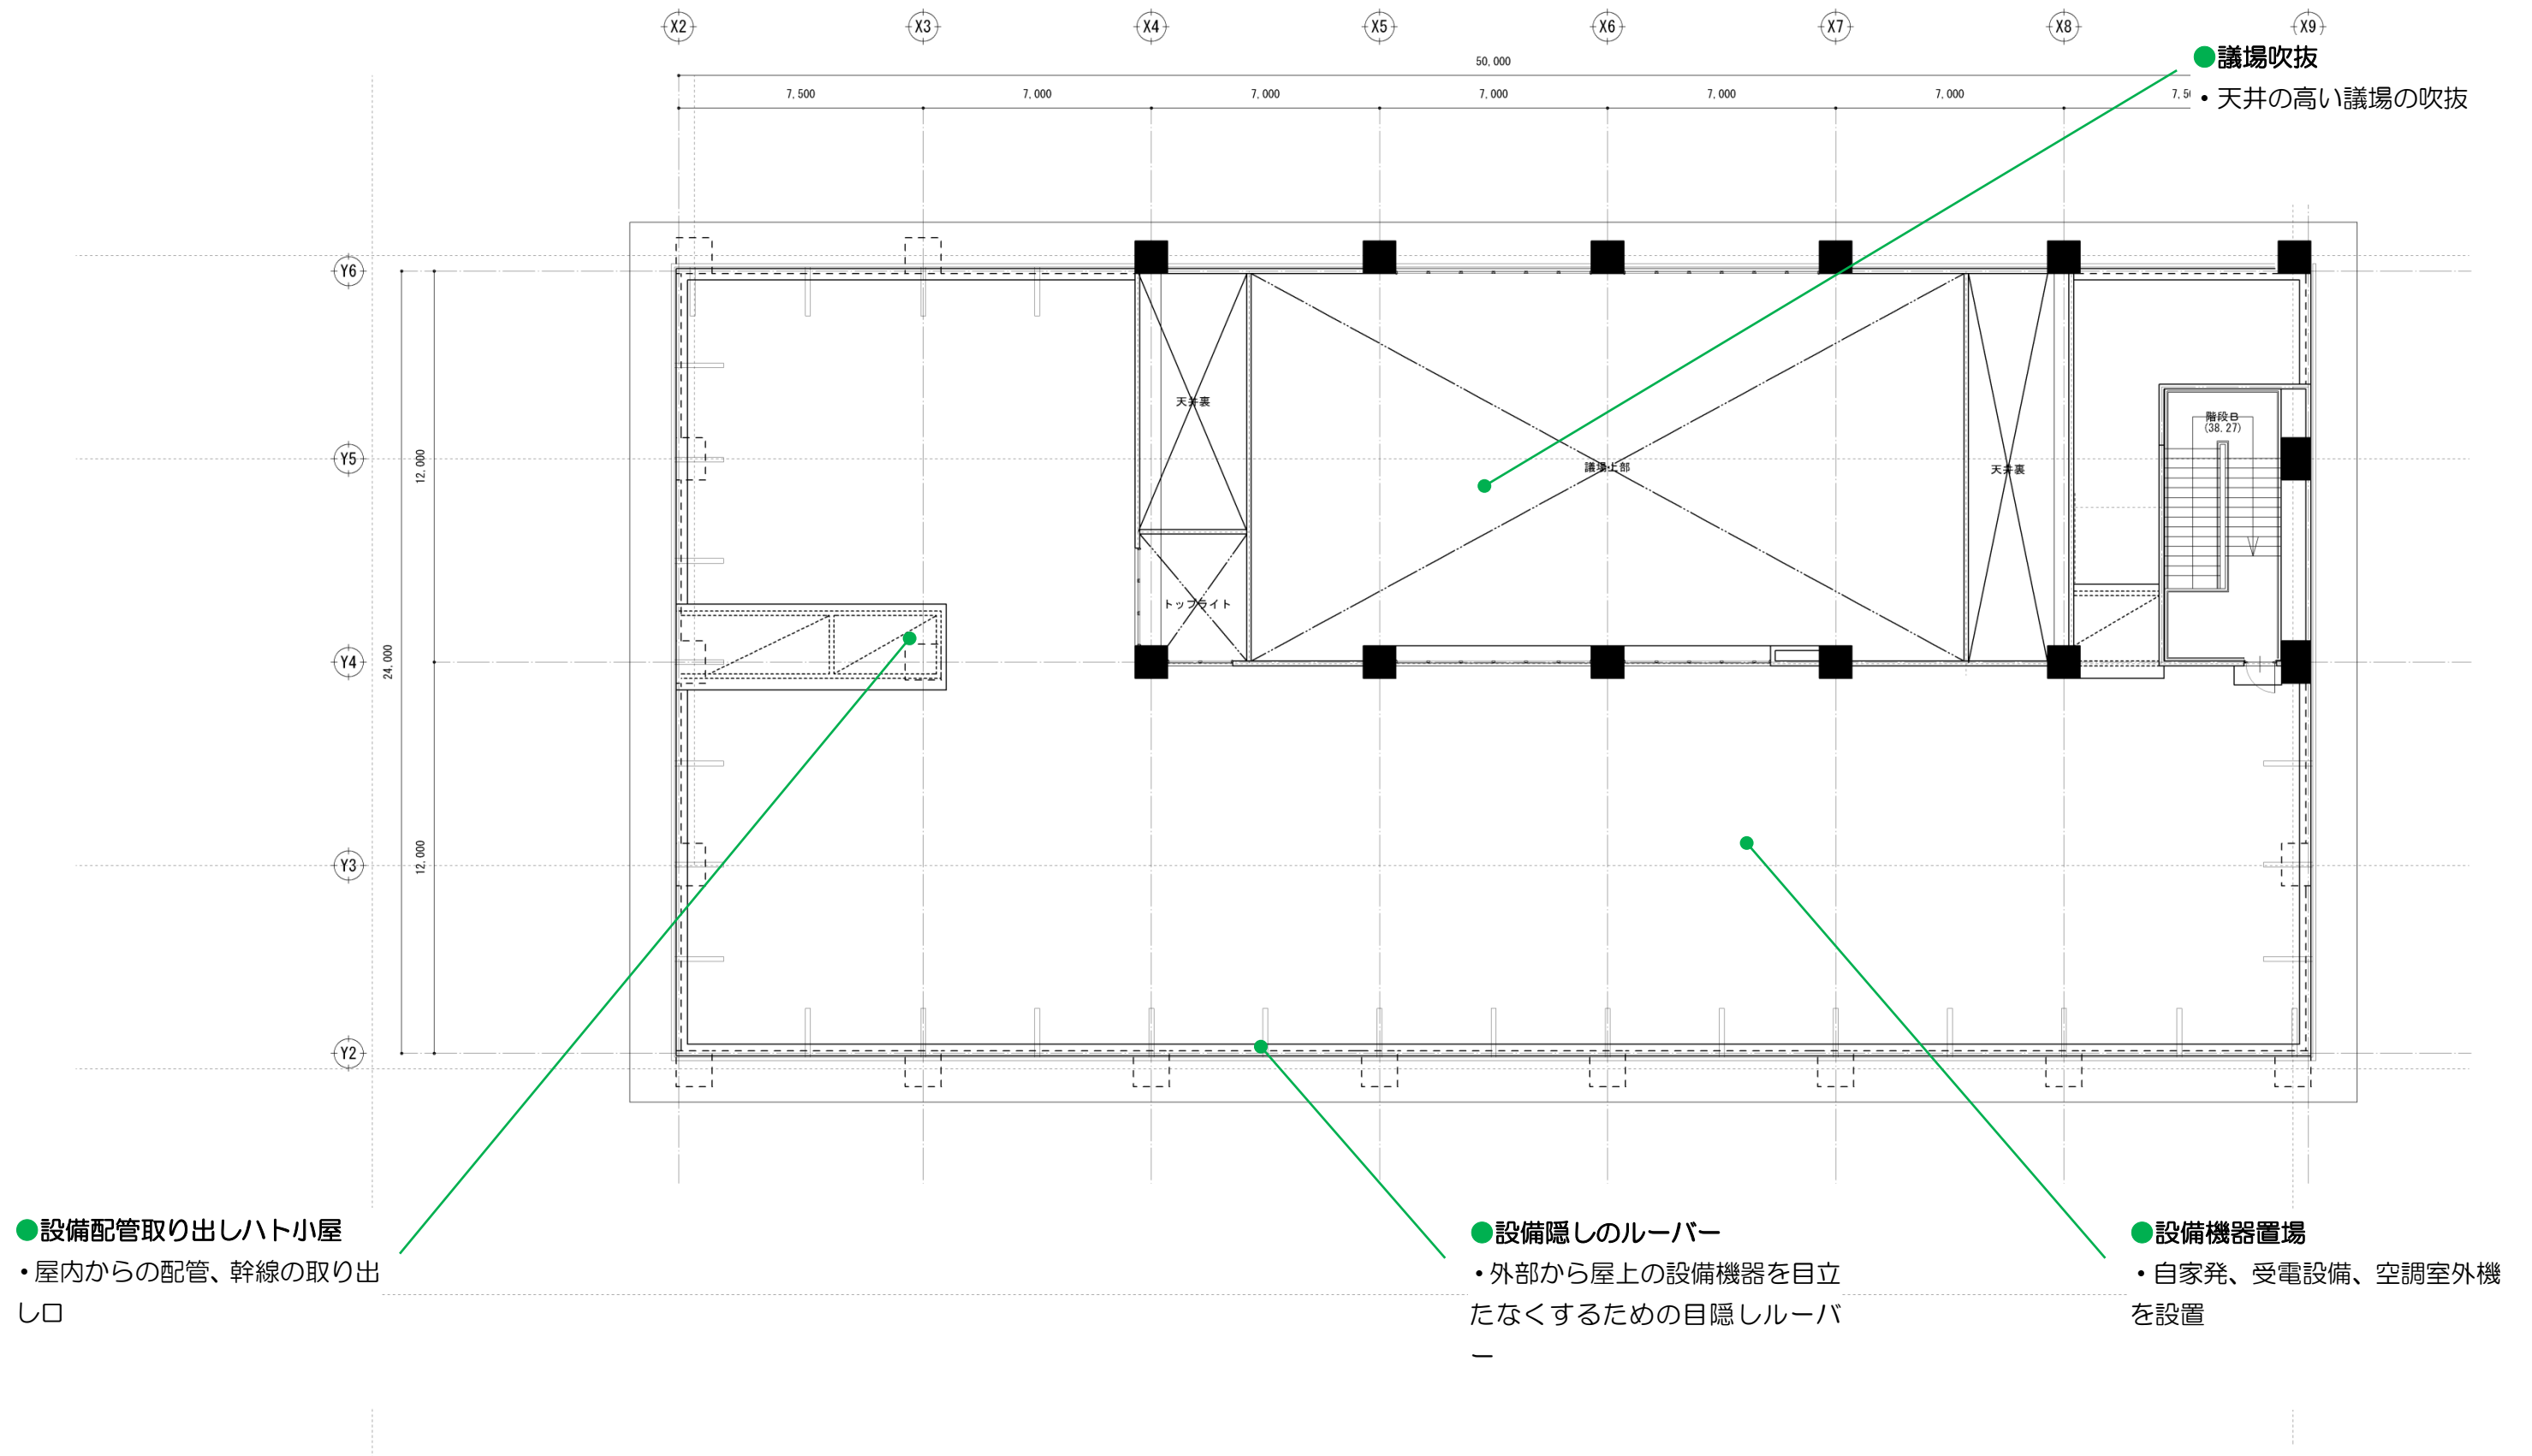 X2 X3 X4 X5 X6 X7 X8 X9
50,000
7,500 7,000 7,000 7,000 7,000 7,000
●議場吹抜
・天井の高い議場の吹抜
Y6
Y5
Y4
Y3
Y2
12,000
24,000
12,000
天井裏
議場上部
天井裏
階段B
(38.27)
トップライト
●設備配管取り出しハト小屋
・屋内からの配管、幹線の取り出
し口
●設備隠しのルーバー
・外部から屋上の設備機器を目立
たなくするための目隠しルーバ
ー
●設備機器置場
・自家発、受電設備、空調室外機
を設置